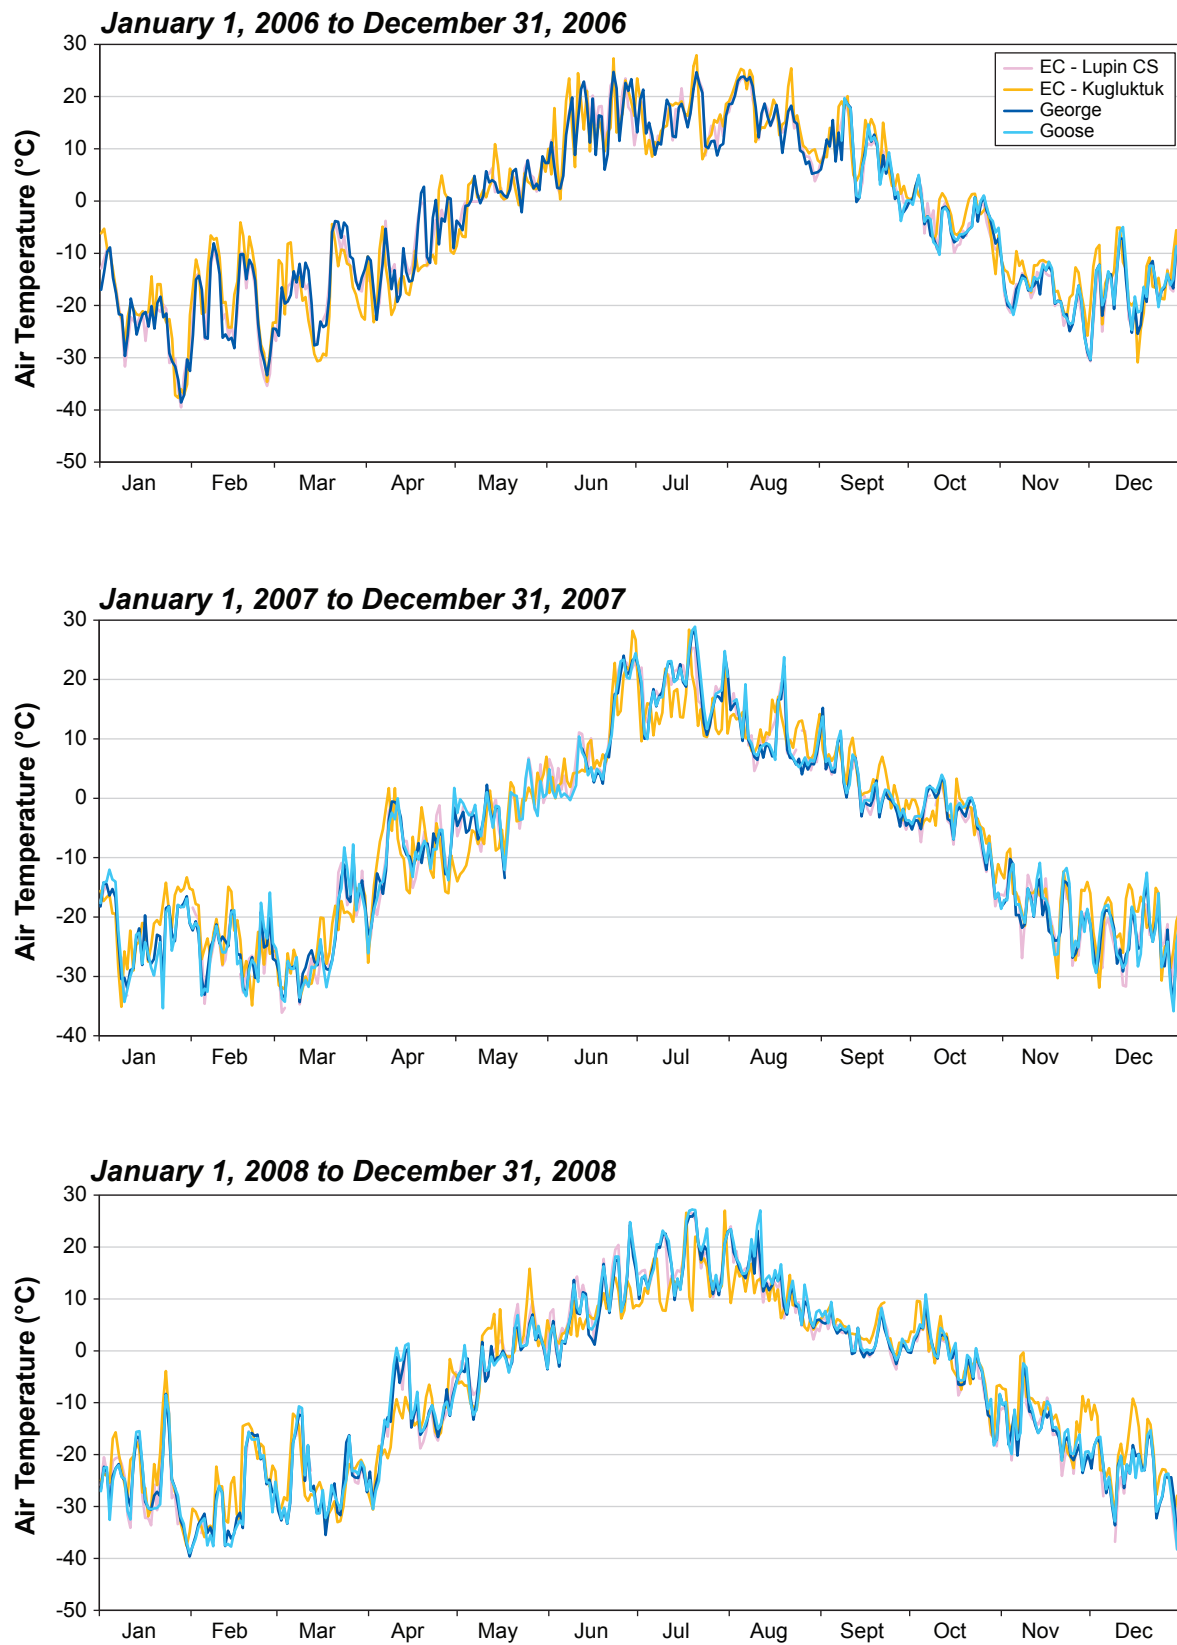 January 1, 2006 to December 31, 2006
Air Temperature (°C)
30
20
10
0
-10
-20
-30
-40
-50
EC - Lupin CS
EC - Kugluktuk
George
Goose
Jan Feb Mar Apr May Jun Jul Aug Sept Oct Nov Dec
January 1, 2007 to December 31, 2007
Air Temperature (°C)
30
20
10
0
-10
-20
-30
-40
Jan Feb Mar Apr May Jun Jul Aug Sept Oct Nov Dec
January 1, 2008 to December 31, 2008
Air Temperature (°C)
30
20
10
0
-10
-20
-30
-40
-50
Jan Feb Mar Apr May Jun Jul Aug Sept Oct Nov Dec